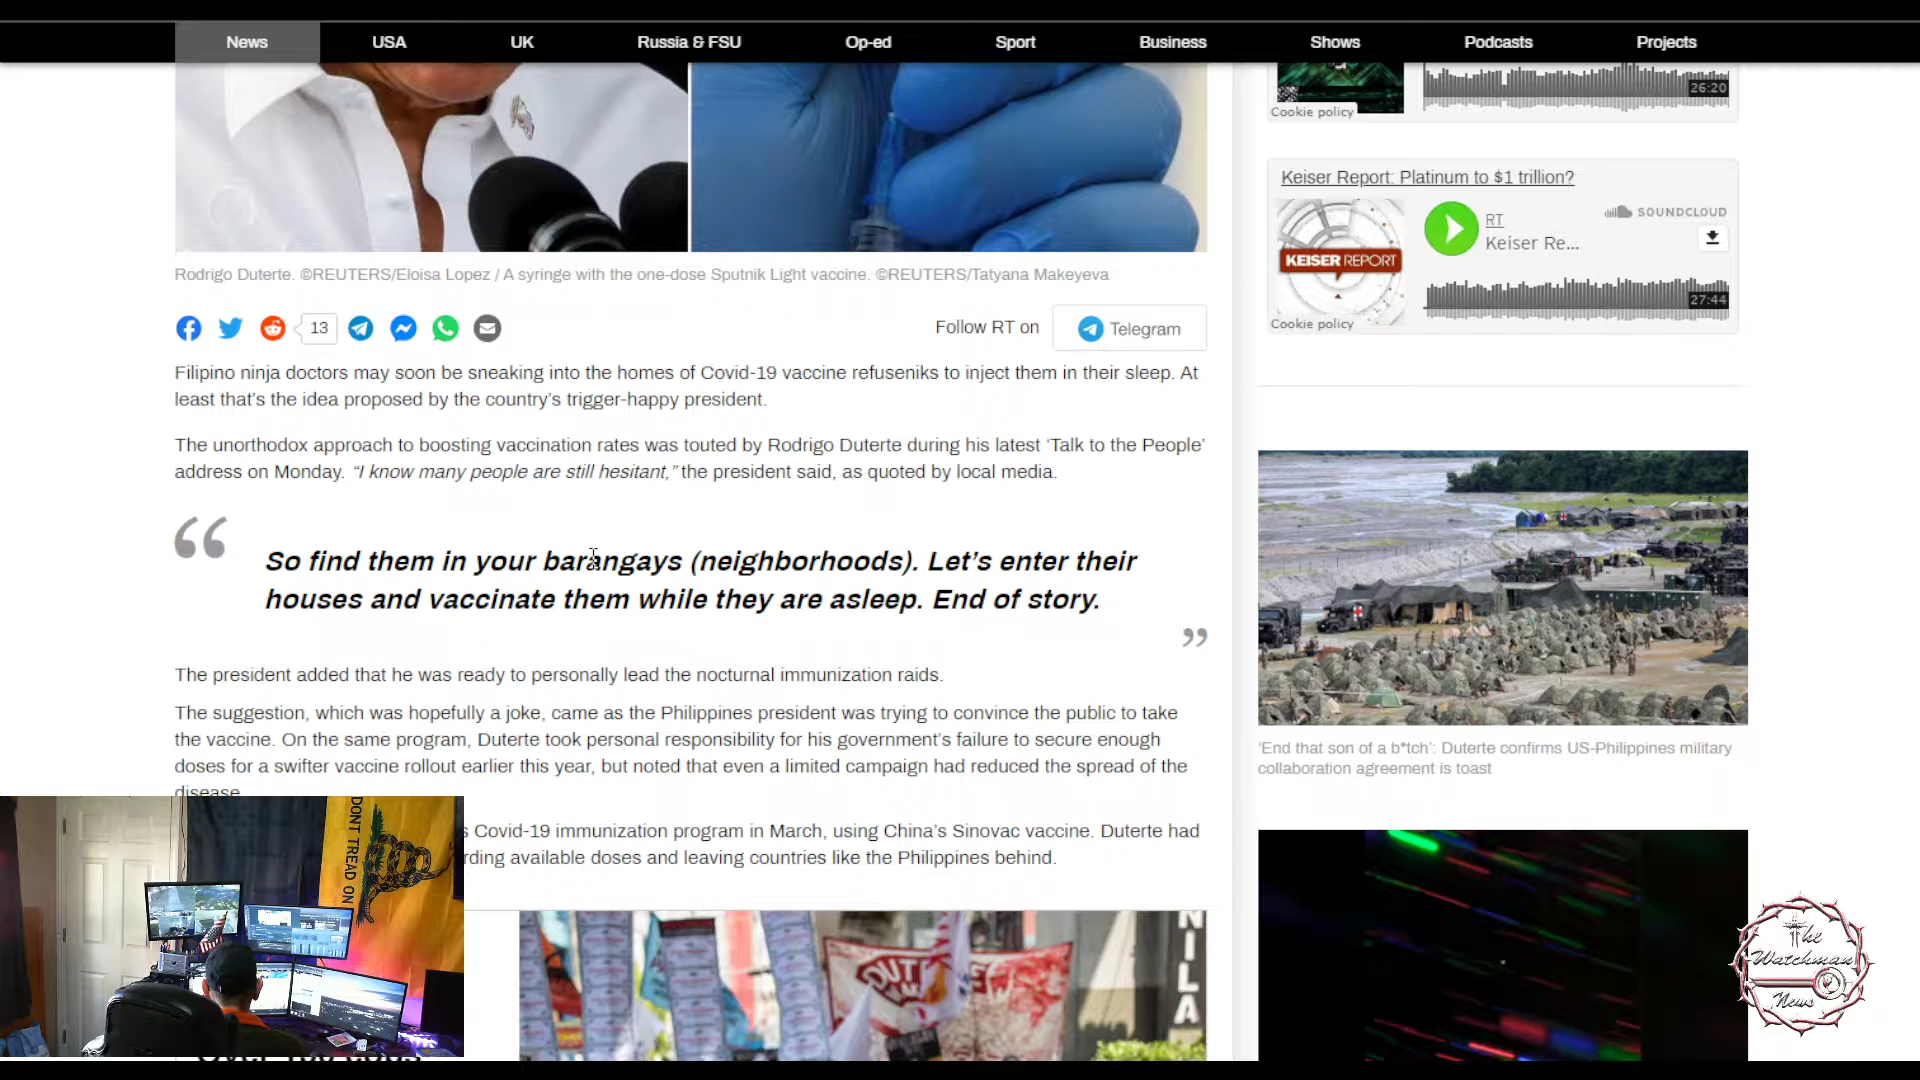 News USA UK Russia & FSU Op-ed Sport Business Shows Podcasts Projects
26:20
Cookie policy
Keiser Report: Platinum to $1 trillion?
SOUNDCLOUD
RT
Keiser Re...
KEISER REPORT
27:44
Cookie policy
Rodrigo Duterte. ©REUTERS/Eloisa Lopez / A syringe with the one-dose Sputnik Light vaccine. ©REUTERS/Tatyana Makeyeva
13
Follow RT on Telegram
Filipino ninja doctors may soon be sneaking into the homes of Covid-19 vaccine refuseniks to inject them in their sleep. At
least that’s the idea proposed by the country’s trigger-happy president.
The unorthodox approach to boosting vaccination rates was touted by Rodrigo Duterte during his latest ‘Talk to the People’
address on Monday. “I know many people are still hesitant,” the president said, as quoted by local media.
“
So find them in your barangays (neighborhoods). Let’s enter their
houses and vaccinate them while they are asleep. End of story.
”
The president added that he was ready to personally lead the nocturnal immunization raids.
The suggestion, which was hopefully a joke, came as the Philippines president was trying to convince the public to take
the vaccine. On the same program, Duterte took personal responsibility for his government’s failure to secure enough
doses for a swifter vaccine rollout earlier this year, but noted that even a limited campaign had reduced the spread of the
disease.
s Covid-19 immunization program in March, using China’s Sinovac vaccine. Duterte had
rding available doses and leaving countries like the Philippines behind.
‘End that son of a b*tch’: Duterte confirms US-Philippines military
collaboration agreement is toast
DONT TREAD ON
NILA
The
Watchman
News